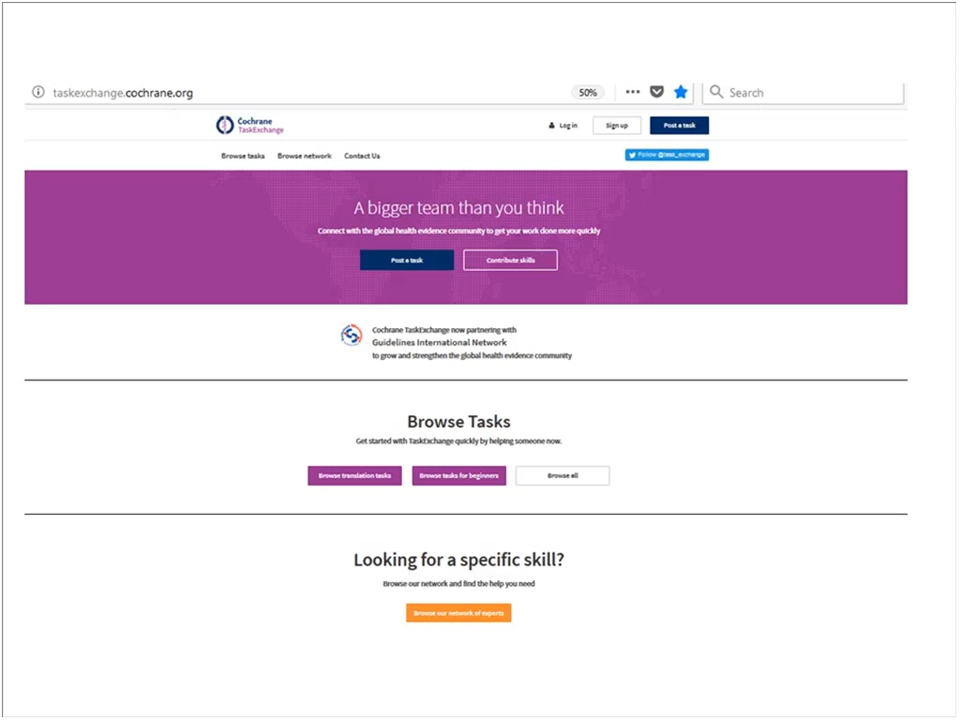 taskexchange.cochrane.org
50%
Search
Cochrane
TaskExchange
Log in
Sign up
Post a task
Browse tasks
Browse network
Contact Us
Follow @task_exchange
A bigger team than you think
Connect with the global health evidence community to get your work done more quickly
Post a task
Contribute skills
Cochrane TaskExchange now partnering with
Guidelines International Network
to grow and strengthen the global health evidence community
Browse Tasks
Get started with TaskExchange quickly by helping someone now.
Browse translation tasks
Browse tasks for beginners
Browse all
Looking for a specific skill?
Browse our network and find the help you need
Browse our network of experts